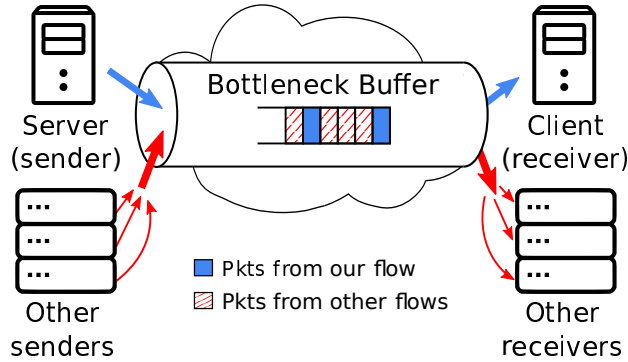 Bottleneck Buffer
Server
(sender)
Client
(receiver)
Pkts from our flow
Pkts from other flows
Other
senders
Other
receivers